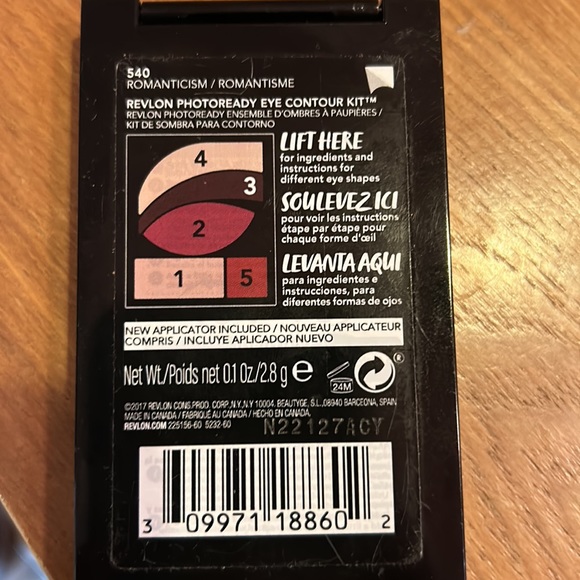 540
ROMANTICISM / ROMANTISME
REVLON PHOTOREADY EYE CONTOUR KIT™
REVLON PHOTOREADY ENSEMBLE D'OMBRES À PAUPIÈRES /
KIT DE SOMBRA PARA CONTORNO
4
3
2
1
5
LIFT HERE
for ingredients and
instructions for
different eye shapes
SOULEVEZ ICI
pour voir les instructions
étape par étape pour
chaque forme d'œil
LEVANTA AQUI
para ingredientes e
instrucciones, para
diferentes formas de ojos
NEW APPLICATOR INCLUDED / NOUVEAU APPLICATEUR
COMPRIS / INCLUYE APLICADOR NUEVO
Net Wt./Poids net 0.1 Oz./2.8 g e
24M
®
©2017 REVLON CONS.PROD. CORP.,N.Y.,N.Y 10004. BEAUTYGE, S.L.,08940 BARCEONA, SPAIN
MADE IN CANADA / FABRIQUÉ AU CANADA / HECHO EN CANADA.
REVLON.COM 225156-60 5232-60
N22127ACY
3 09971 18860 2